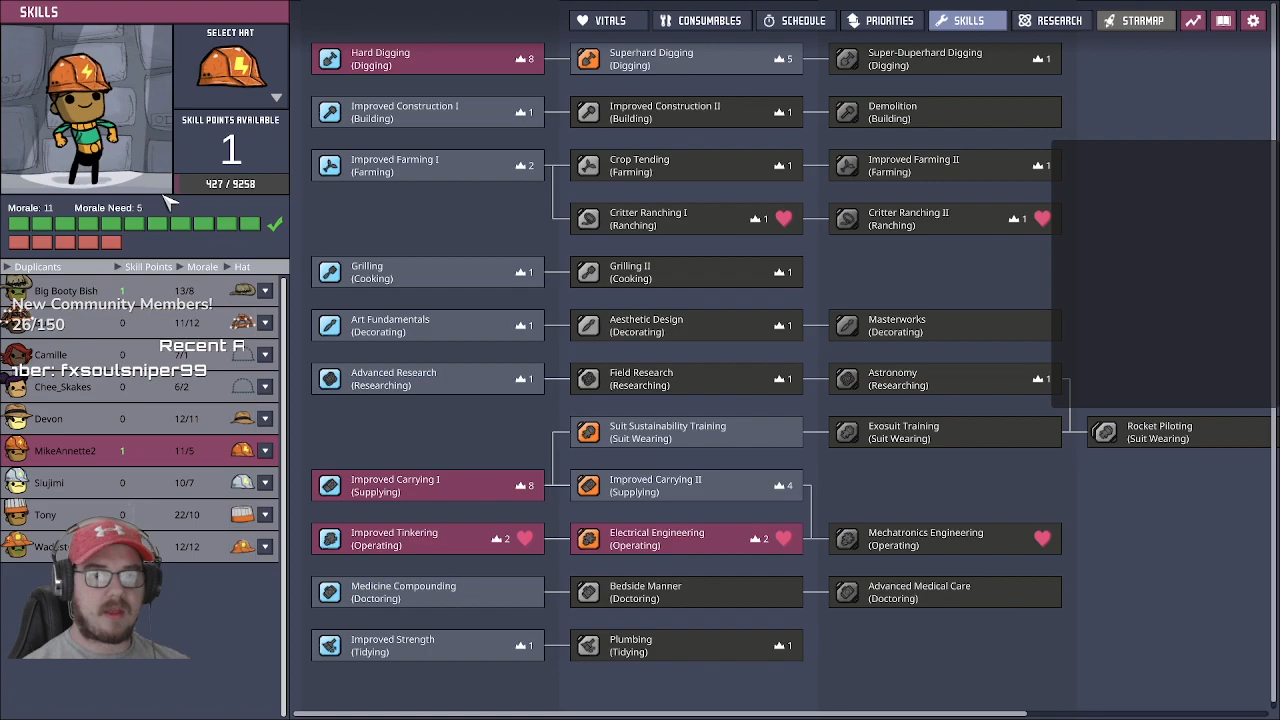 SKILLS
VITALS
CONSUMABLES
SCHEDULE
PRIORITIES
SKILLS
RESEARCH
STARMAP
SELECT HAT
SKILL POINTS AVAILABLE
1
427 / 9258
Morale: 11
Morale Need: 5
Duplicants
Skill Points
Morale
Hat
Big Booty Bish
1
13/8
New Community Members!
26/150
0
11/12
Recent A
Camille
0
7/1
ıber: fxsoulsniper99
Chee_Skakes
0
6/2
Devon
0
12/11
MikeAnnette2
1
11/5
Slujimi
0
10/7
Tony
0
22/10
0
12/12
Hard Digging
(Digging)
8
Superhard Digging
(Digging)
5
Super-Duperhard Digging
(Digging)
1
Improved Construction I
(Building)
1
Improved Construction II
(Building)
1
Demolition
(Building)
Improved Farming I
(Farming)
2
Crop Tending
(Farming)
1
Improved Farming II
(Farming)
1
Critter Ranching I
(Ranching)
1
Critter Ranching II
(Ranching)
1
Grilling
(Cooking)
1
Grilling II
(Cooking)
1
Art Fundamentals
(Decorating)
1
Aesthetic Design
(Decorating)
1
Masterworks
(Decorating)
Advanced Research
(Researching)
1
Field Research
(Researching)
1
Astronomy
(Researching)
1
Suit Sustainability Training
(Suit Wearing)
Exosuit Training
(Suit Wearing)
Rocket Piloting
(Suit Wearing)
Improved Carrying I
(Supplying)
8
Improved Carrying II
(Supplying)
4
Improved Tinkering
(Operating)
2
Electrical Engineering
(Operating)
2
Mechatronics Engineering
(Operating)
Medicine Compounding
(Doctoring)
Bedside Manner
(Doctoring)
Advanced Medical Care
(Doctoring)
Improved Strength
(Tidying)
1
Plumbing
(Tidying)
1